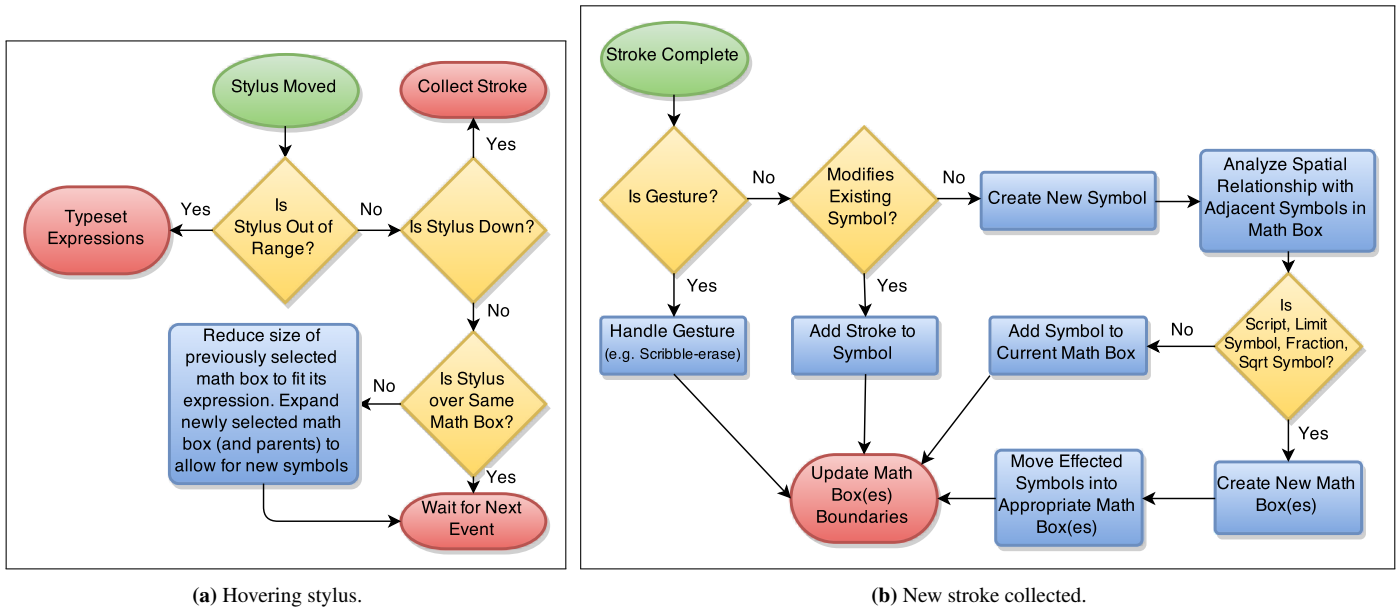 Stylus Moved
Collect Stroke
Yes
Typeset
Expressions
Yes
Is
Stylus Out of
Range?
No
Is Stylus Down?
No
Reduce size of
previously selected
math box to fit its
expression. Expand
newly selected math
box (and parents) to
allow for new symbols
No
Is Stylus
over Same
Math Box?
Yes
Wait for Next
Event
(a) Hovering stylus.
Stroke Complete
Is Gesture?
No
Modifies
Existing
Symbol?
No
Create New Symbol
Analyze Spatial
Relationship with
Adjacent Symbols in
Math Box
Yes
Yes
Handle Gesture
(e.g. Scribble-erase)
Add Stroke to
Symbol
Add Symbol to
Current Math Box
No
Is
Script, Limit
Symbol, Fraction,
Sqrt Symbol?
Yes
Update Math
Box(es)
Boundaries
Move Effected
Symbols into
Appropriate Math
Box(es)
Create New Math
Box(es)
(b) New stroke collected.